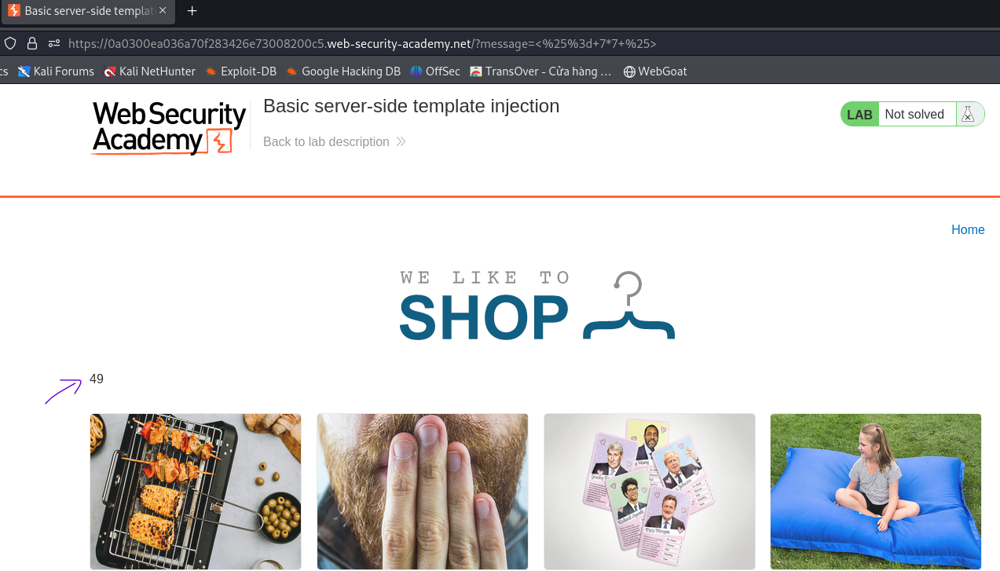 Basic server-side templat
https://0a0300ea036a70f283426e73008200c5.web-security-academy.net/?message=<%25%3d+7*7+%25>
cs Kali Forums Kali NetHunter Exploit-DB Google Hacking DB OffSec TransOver - Cửa hàng … WebGoat
WebSecurity
Academy
Basic server-side template injection
Back to lab description
LAB Not solved
Home
WE LIKE TO
SHOP
49